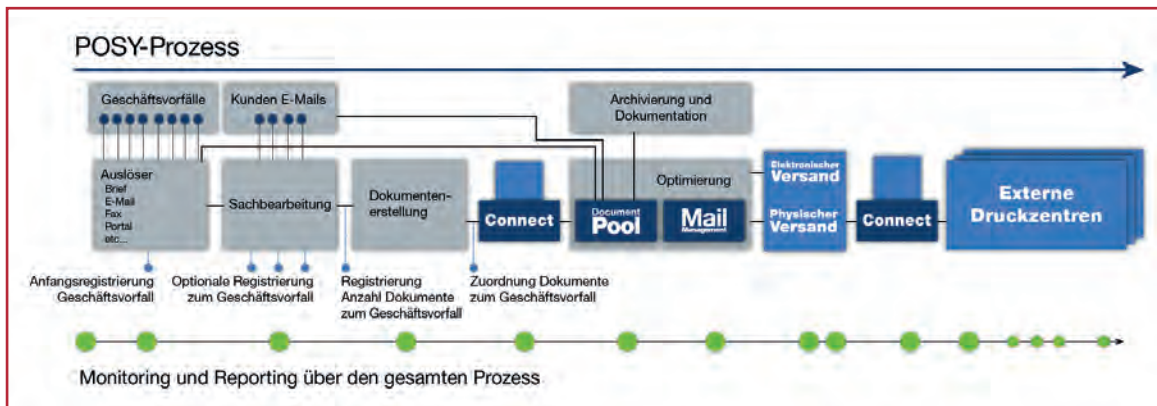 POSY-Prozess
Geschäftsvorfälle
Kunden E-Mails
Archivierung und
Dokumentation
Auslöser
Brief
E-Mail
Fax
Portal
etc...
Sachbearbeitung
Dokumenten-
erstellung
Connect
Optimierung
Document
Pool
Mail
Management
Elektronischer
Versand
Physischer
Versand
Connect
Externe
Druckzentren
Anfangsregistrierung
Geschäftsvorfall
Optionale Registrierung
zum Geschäftsvorfall
Registrierung
Anzahl Dokumente
zum Geschäftsvorfall
Zuordnung Dokumente
zum Geschäftsvorfall
Monitoring und Reporting über den gesamten Prozess